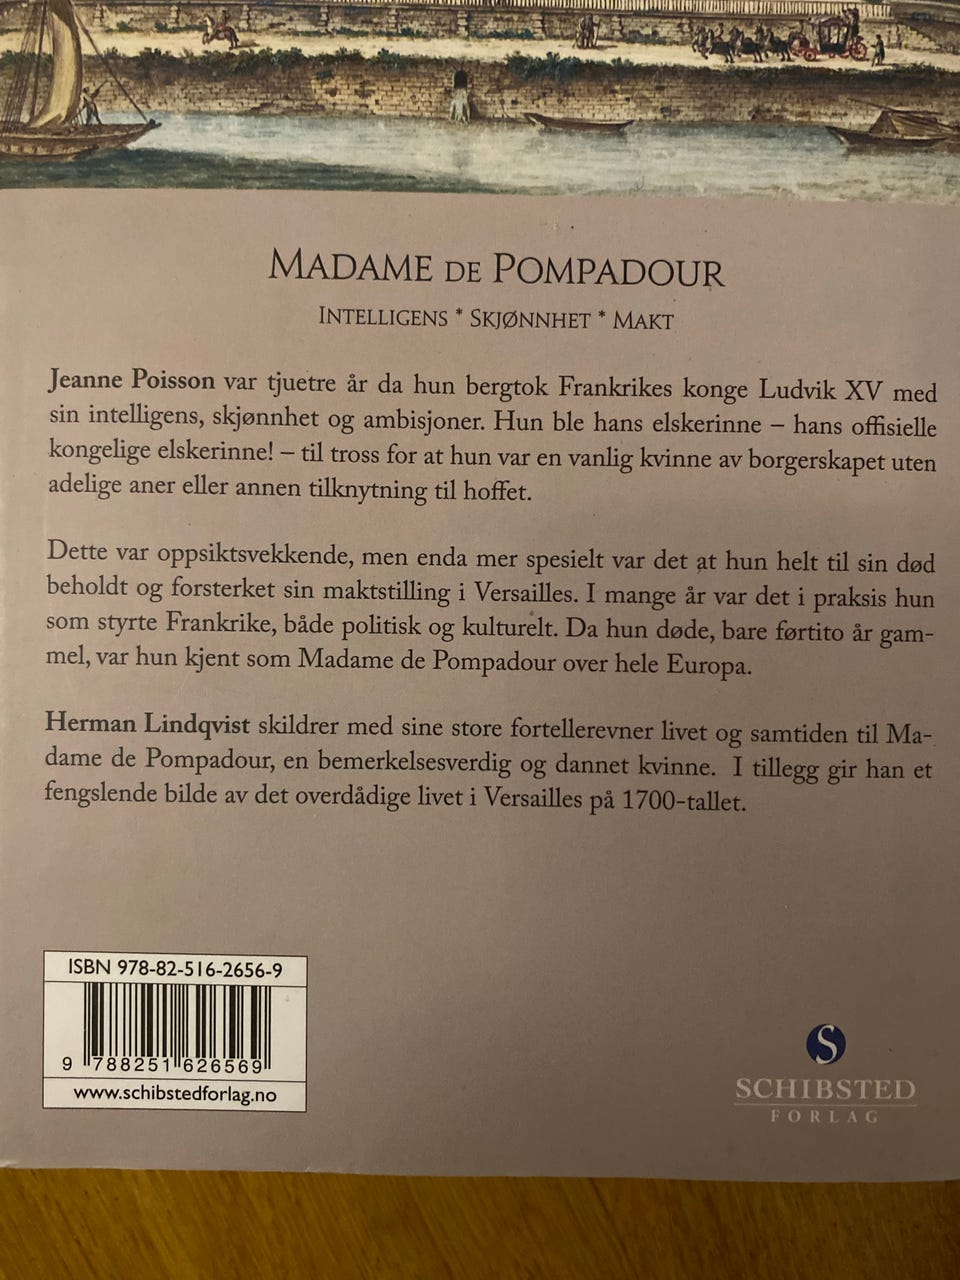 MADAME DE POMPADOUR
INTELLIGENS * SKJØNNHET * MAKT
Jeanne Poisson var tjuetre år da hun bergtok Frankrikes konge Ludvik XV med
sin intelligens, skjønnhet og ambisjoner. Hun ble hans elskerinne – hans offisielle
kongelige elskerinne! – til tross for at hun var en vanlig kvinne av borgerskapet uten
adelige aner eller annen tilknytning til hoffet.
Dette var oppsiktsvekkende, men enda mer spesielt var det at hun helt til sin død
beholdt og forsterket sin maktstilling i Versailles. I mange år var det i praksis hun
som styrte Frankrike, både politisk og kulturelt. Da hun døde, bare førtito år gam-
mel, var hun kjent som Madame de Pompadour over hele Europa.
Herman Lindqvist skildrer med sine store fortellerevner livet og samtiden til Ma-
dame de Pompadour, en bemerkelsesverdig og dannet kvinne. I tillegg gir han et
fengslende bilde av det overdådige livet i Versailles på 1700-tallet.
ISBN 978-82-516-2656-9
9 788251 626569
www.schibstedforlag.no
S
SCHIBSTED
FORLAG